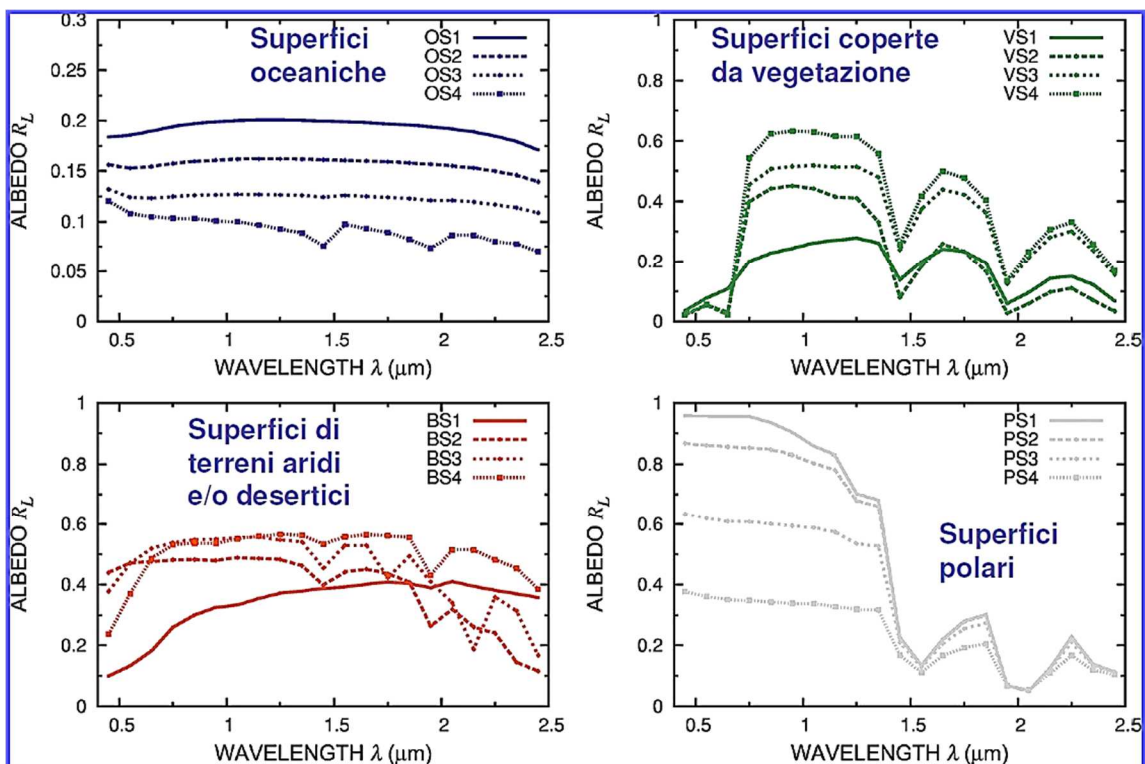 0.3
0.25
0.2
0.15
0.1
0.05
0
ALBEDO R_L
Superfici
oceaniche
OS1
OS2
OS3
OS4
0.5 1 1.5 2 2.5
WAVELENGTH λ (μm)
1
0.8
0.6
0.4
0.2
0
ALBEDO R_L
Superfici coperte
da vegetazione
VS1
VS2
VS3
VS4
0.5 1 1.5 2 2.5
WAVELENGTH λ (μm)
1
0.8
0.6
0.4
0.2
0
ALBEDO R_L
Superfici di
terreni aridi
e/o desertici
BS1
BS2
BS3
BS4
0.5 1 1.5 2 2.5
WAVELENGTH λ (μm)
1
0.8
0.6
0.4
0.2
0
ALBEDO R_L
PS1
PS2
PS3
PS4
Superfici
polari
0.5 1 1.5 2 2.5
WAVELENGTH λ (μm)